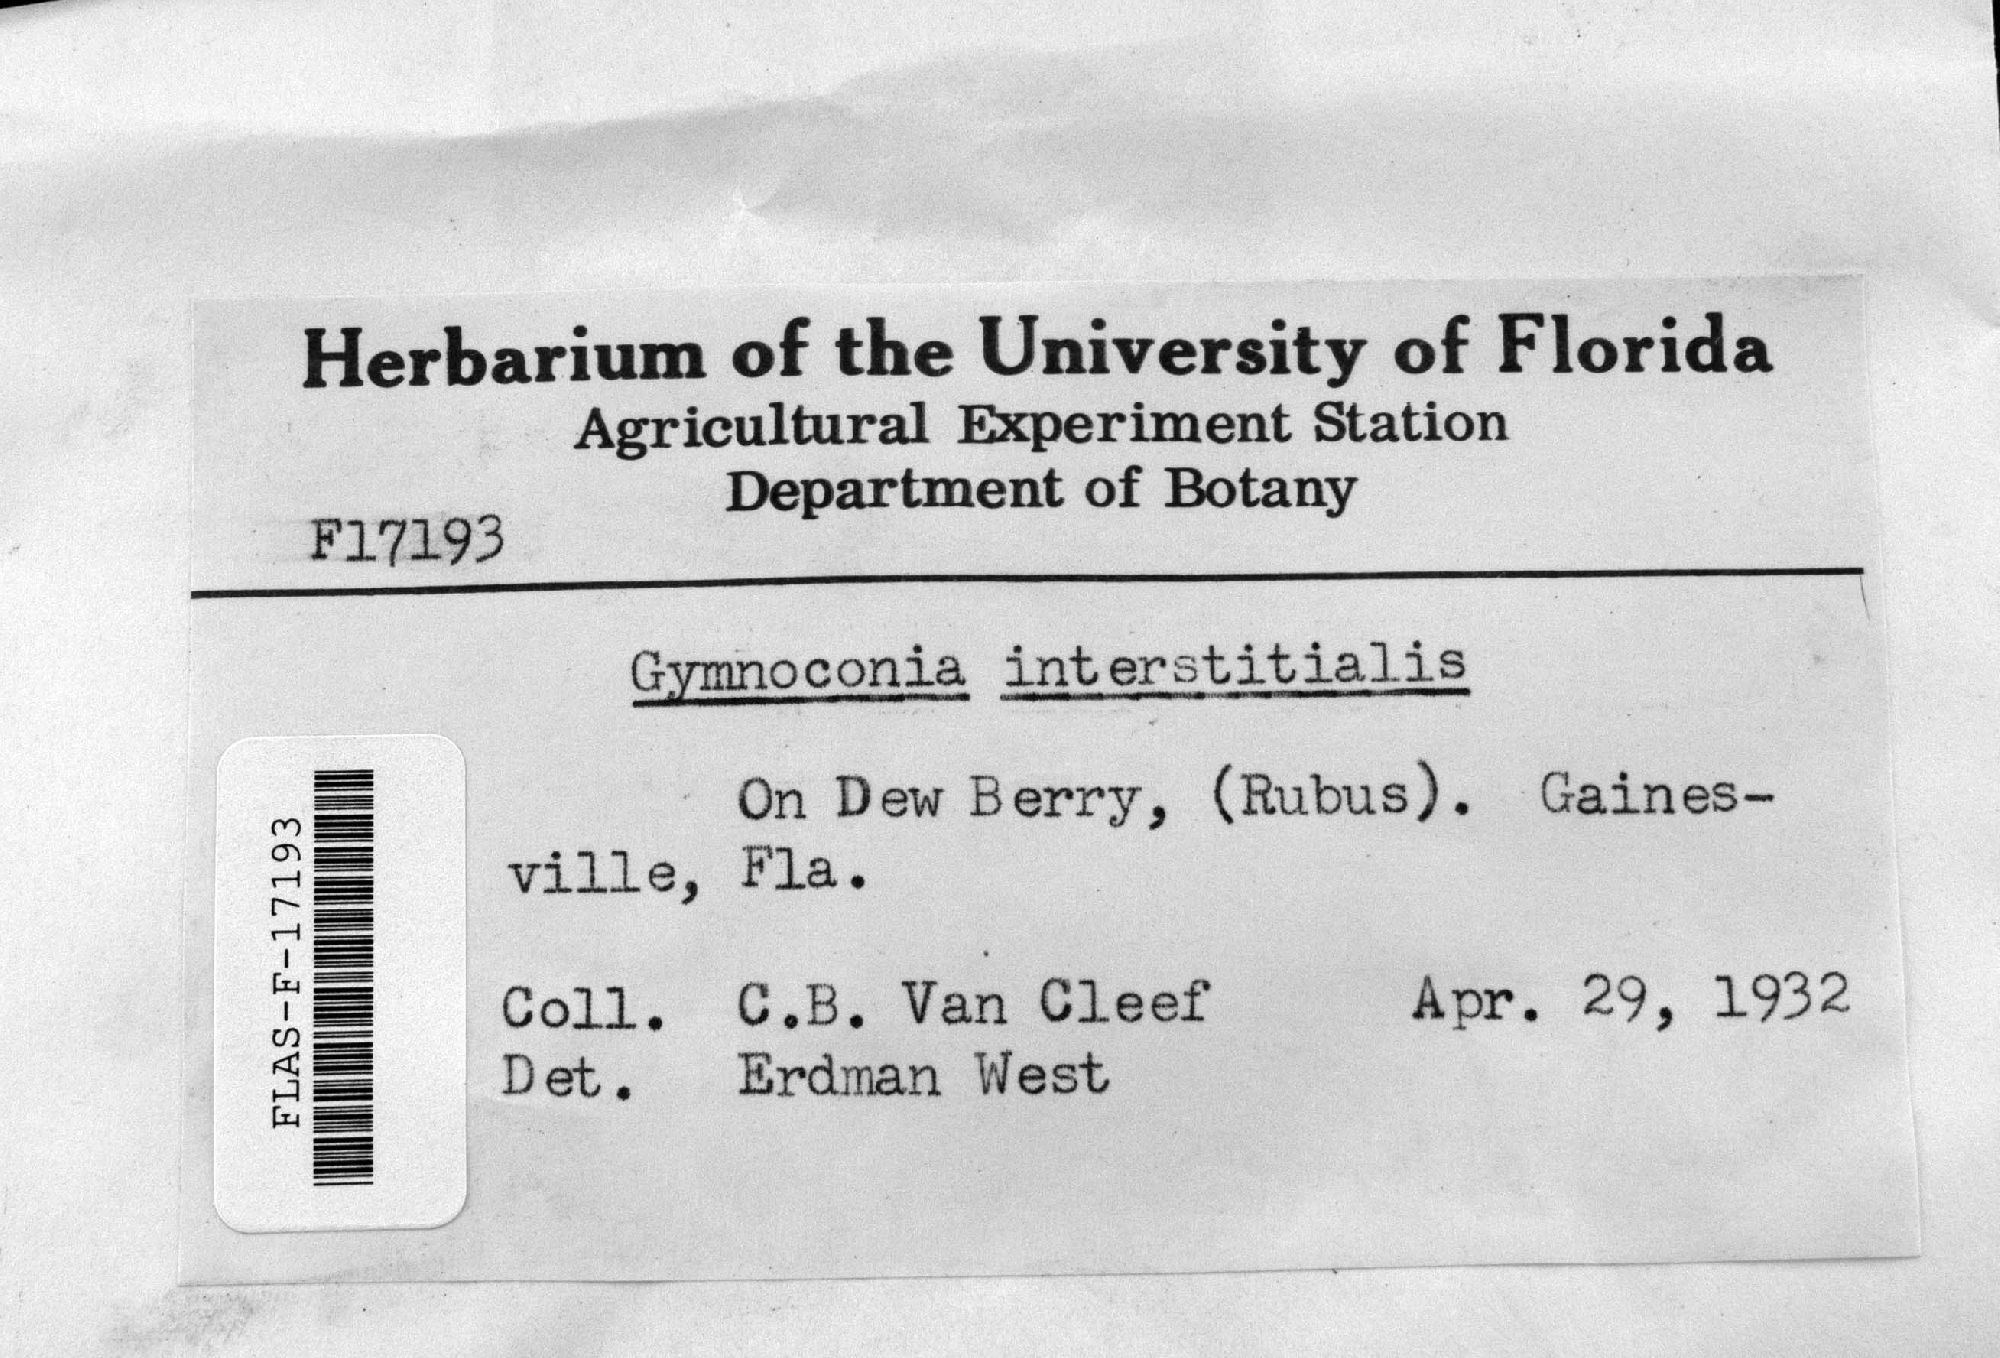 Herbarium of the University of Florida
Agricultural Experiment Station
Department of Botany
F17193
Gymnoconia interstitialis
On Dew Berry, (Rubus). Gaines-
ville, Fla.
Coll. C.B. Van Cleef Apr. 29, 1932
Det. Erdman West
FLAS-F-17193